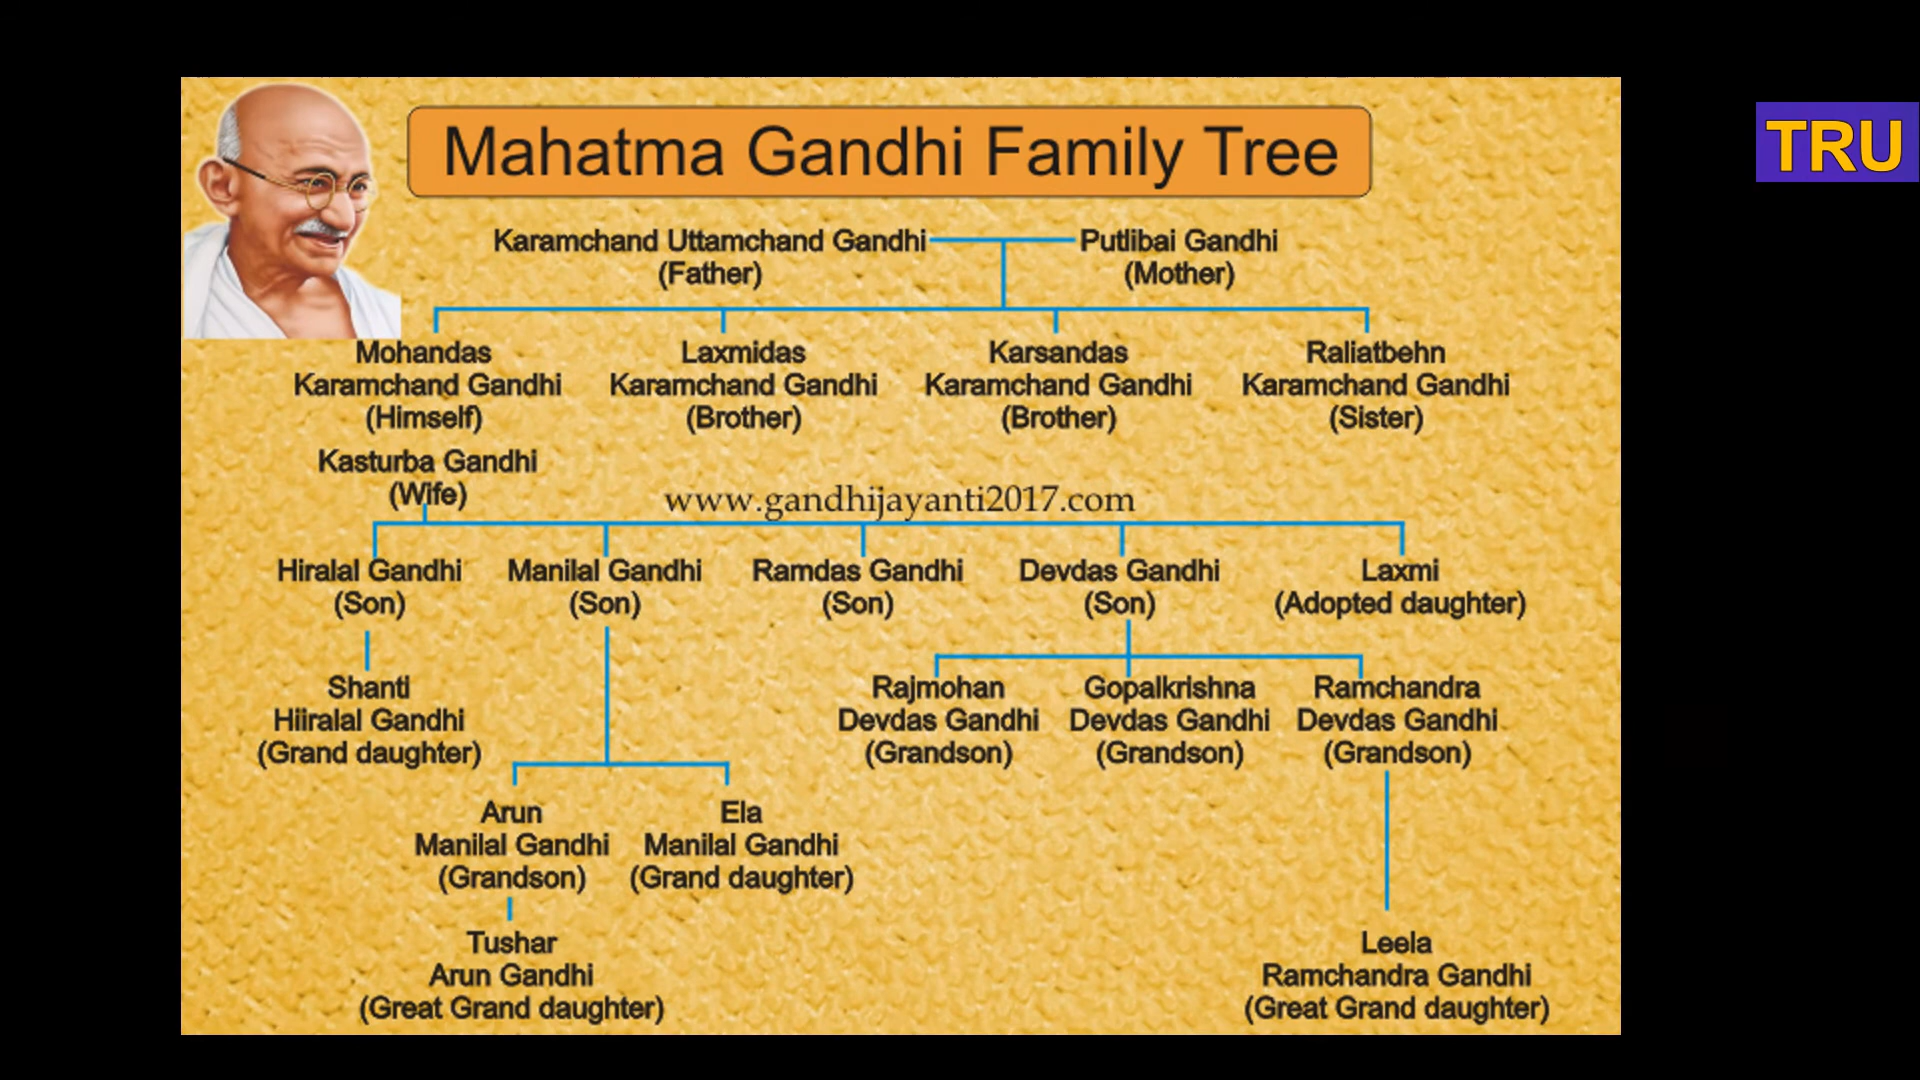 TRU
Mahatma Gandhi Family Tree
Karamchand Uttamchand Gandhi
(Father)
Putlibai Gandhi
(Mother)
Mohandas
Karamchand Gandhi
(Himself)
Laxmidas
Karamchand Gandhi
(Brother)
Karsandas
Karamchand Gandhi
(Brother)
Raliatbehn
Karamchand Gandhi
(Sister)
Kasturba Gandhi
(Wife)
www.gandhijayanti2017.com
Hiralal Gandhi
(Son)
Manilal Gandhi
(Son)
Ramdas Gandhi
(Son)
Devdas Gandhi
(Son)
Laxmi
(Adopted daughter)
Shanti
Hiiralal Gandhi
(Grand daughter)
Rajmohan
Devdas Gandhi
(Grandson)
Gopalkrishna
Devdas Gandhi
(Grandson)
Ramchandra
Devdas Gandhi
(Grandson)
Arun
Manilal Gandhi
(Grandson)
Ela
Manilal Gandhi
(Grand daughter)
Tushar
Arun Gandhi
(Great Grand daughter)
Leela
Ramchandra Gandhi
(Great Grand daughter)